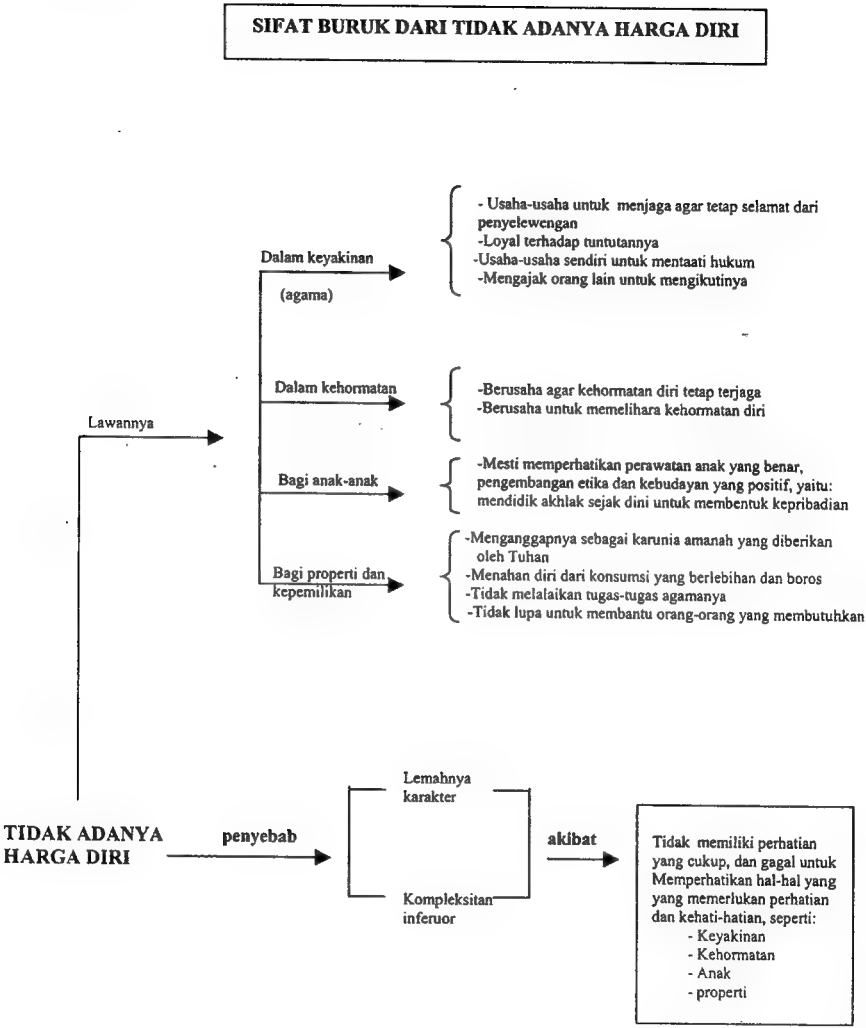 SIFAT BURUK DARI TIDAK ADANYA HARGA DIRI
Dalam keyakinan
(agama)
- Usaha-usaha untuk menjaga agar tetap selamat dari
penyelewengan
-Loyal terhadap tuntutannya
-Usaha-usaha sendiri untuk mentaati hukum
-Mengajak orang lain untuk mengikutinya
Dalam kehormatan
-Berusaha agar kehormatan diri tetap terjaga
-Berusaha untuk memelihara kehormatan diri
Lawannya
Bagi anak-anak
-Mesti memperhatikan perawatan anak yang benar,
pengembangan etika dan kebudayan yang positif, yaitu:
mendidik akhlak sejak dini untuk membentuk kepribadian
Bagi properti dan
kepemilikan
-Menganggapnya sebagai karunia amanah yang diberikan
oleh Tuhan
-Menahan diri dari konsumsi yang berlebihan dan boros
-Tidak melalaikan tugas-tugas agamanya
-Tidak lupa untuk membantu orang-orang yang membutuhkan
TIDAK ADANYA
HARGA DIRI
penyebab
Lemahnya
karakter
Kompleksitan
inferuor
akibat
Tidak memiliki perhatian
yang cukup, dan gagal untuk
Memperhatikan hal-hal yang
yang memerlukan perhatian
dan kehati-hatian, seperti:
- Keyakinan
- Kehormatan
- Anak
- properti